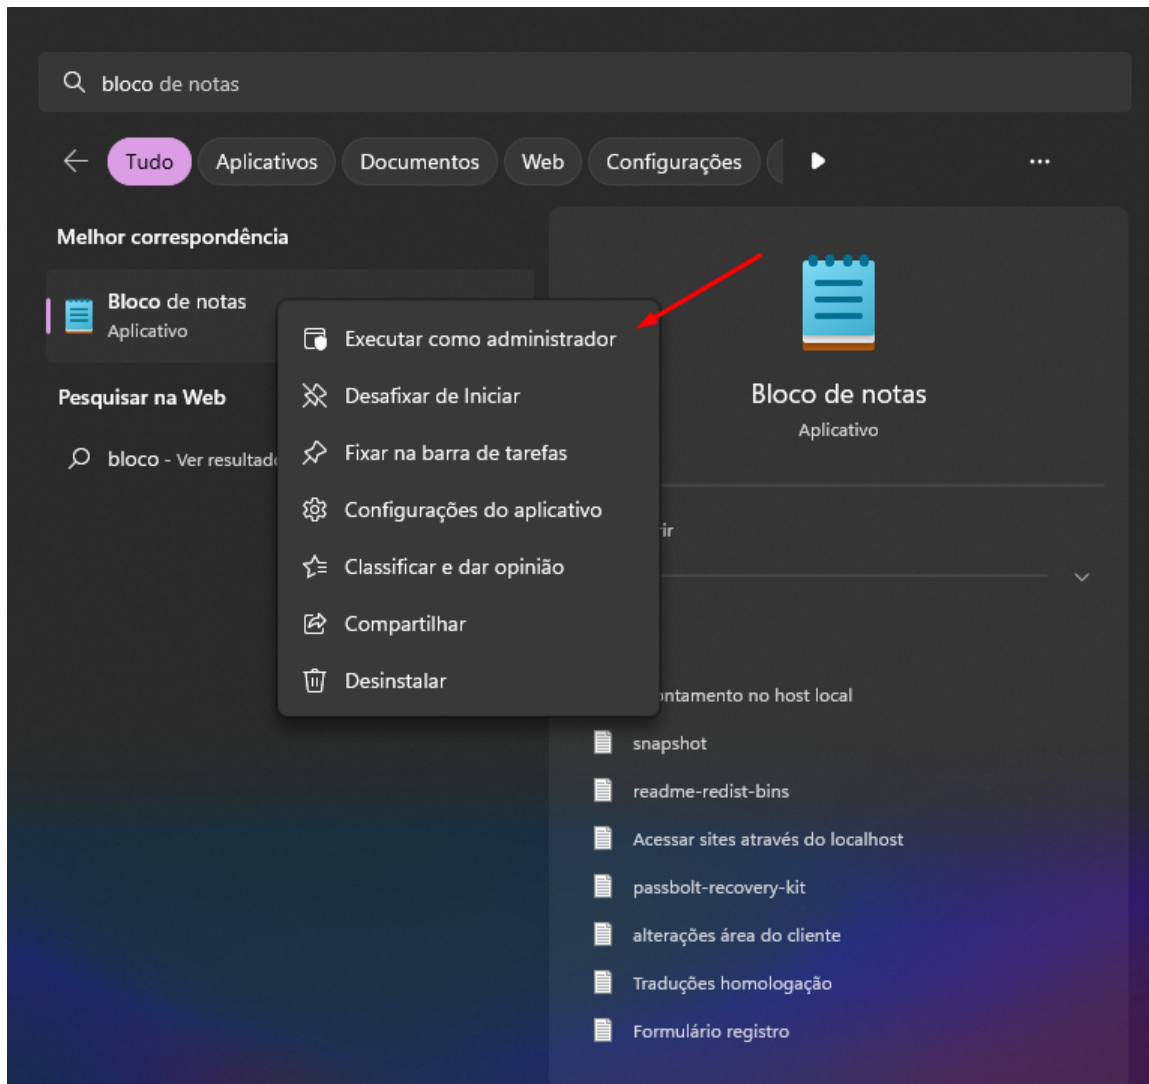 bloco de notas
Tudo Aplicativos Documentos Web Configurações
Melhor correspondência
Bloco de notas
Aplicativo
Pesquisar na Web
bloco - Ver resultad
Executar como administrador
Desafixar de Iniciar
Fixar na barra de tarefas
Configurações do aplicativo
Classificar e dar opinião
Compartilhar
Desinstalar
Bloco de notas
Aplicativo
ir
ontamento no host local
snapshot
readme-redist-bins
Acessar sites através do localhost
passbolt-recovery-kit
alterações área do cliente
Traduções homologação
Formulário registro